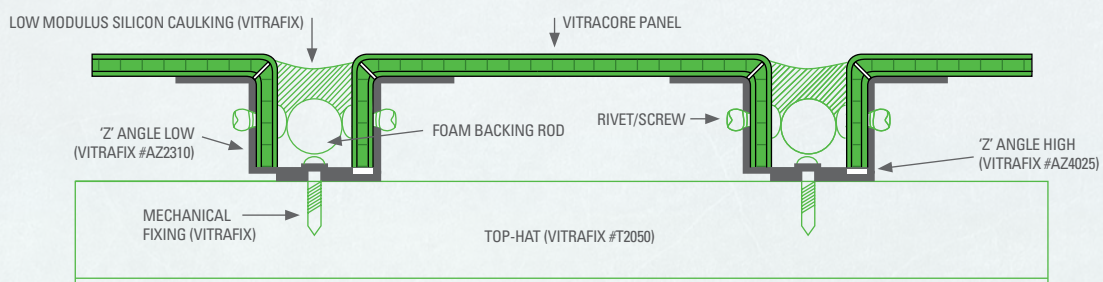 LOW MODULUS SILICON CAULKING (VITRAFIX)
VITRACORE PANEL
'Z' ANGLE LOW
(VITRAFIX #AZ2310)
FOAM BACKING ROD
RIVET/SCREW
'Z' ANGLE HIGH
(VITRAFIX #AZ4025)
MECHANICAL
FIXING (VITRAFIX)
TOP-HAT (VITRAFIX #T2050)